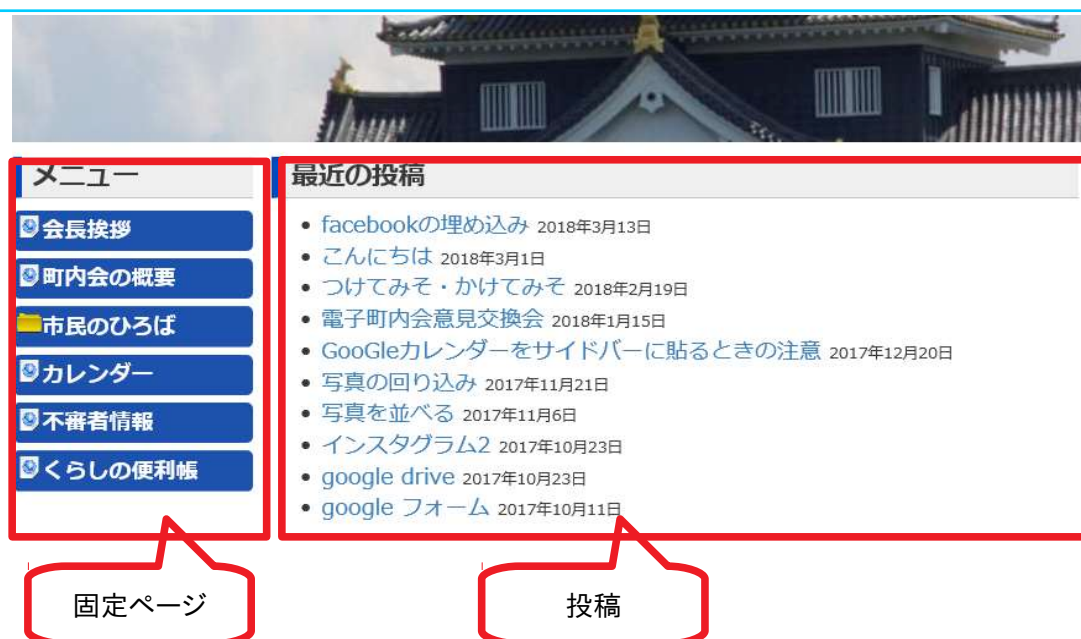 メニュー
会長挨拶
町内会の概要
市民のひろば
カレンダー
不審者情報
くらしの便利帳
最近の投稿
facebookの埋め込み 2018年3月13日
こんにちは 2018年3月1日
つけてみそ・かけてみそ 2018年2月19日
電子町内会意見交換会 2018年1月15日
GooGleカレンダーをサイドバーに貼るときの注意 2017年12月20日
写真の回り込み 2017年11月21日
写真を並べる 2017年11月6日
インスタグラム2 2017年10月23日
google drive 2017年10月23日
google フォーム 2017年10月11日
固定ページ
投稿